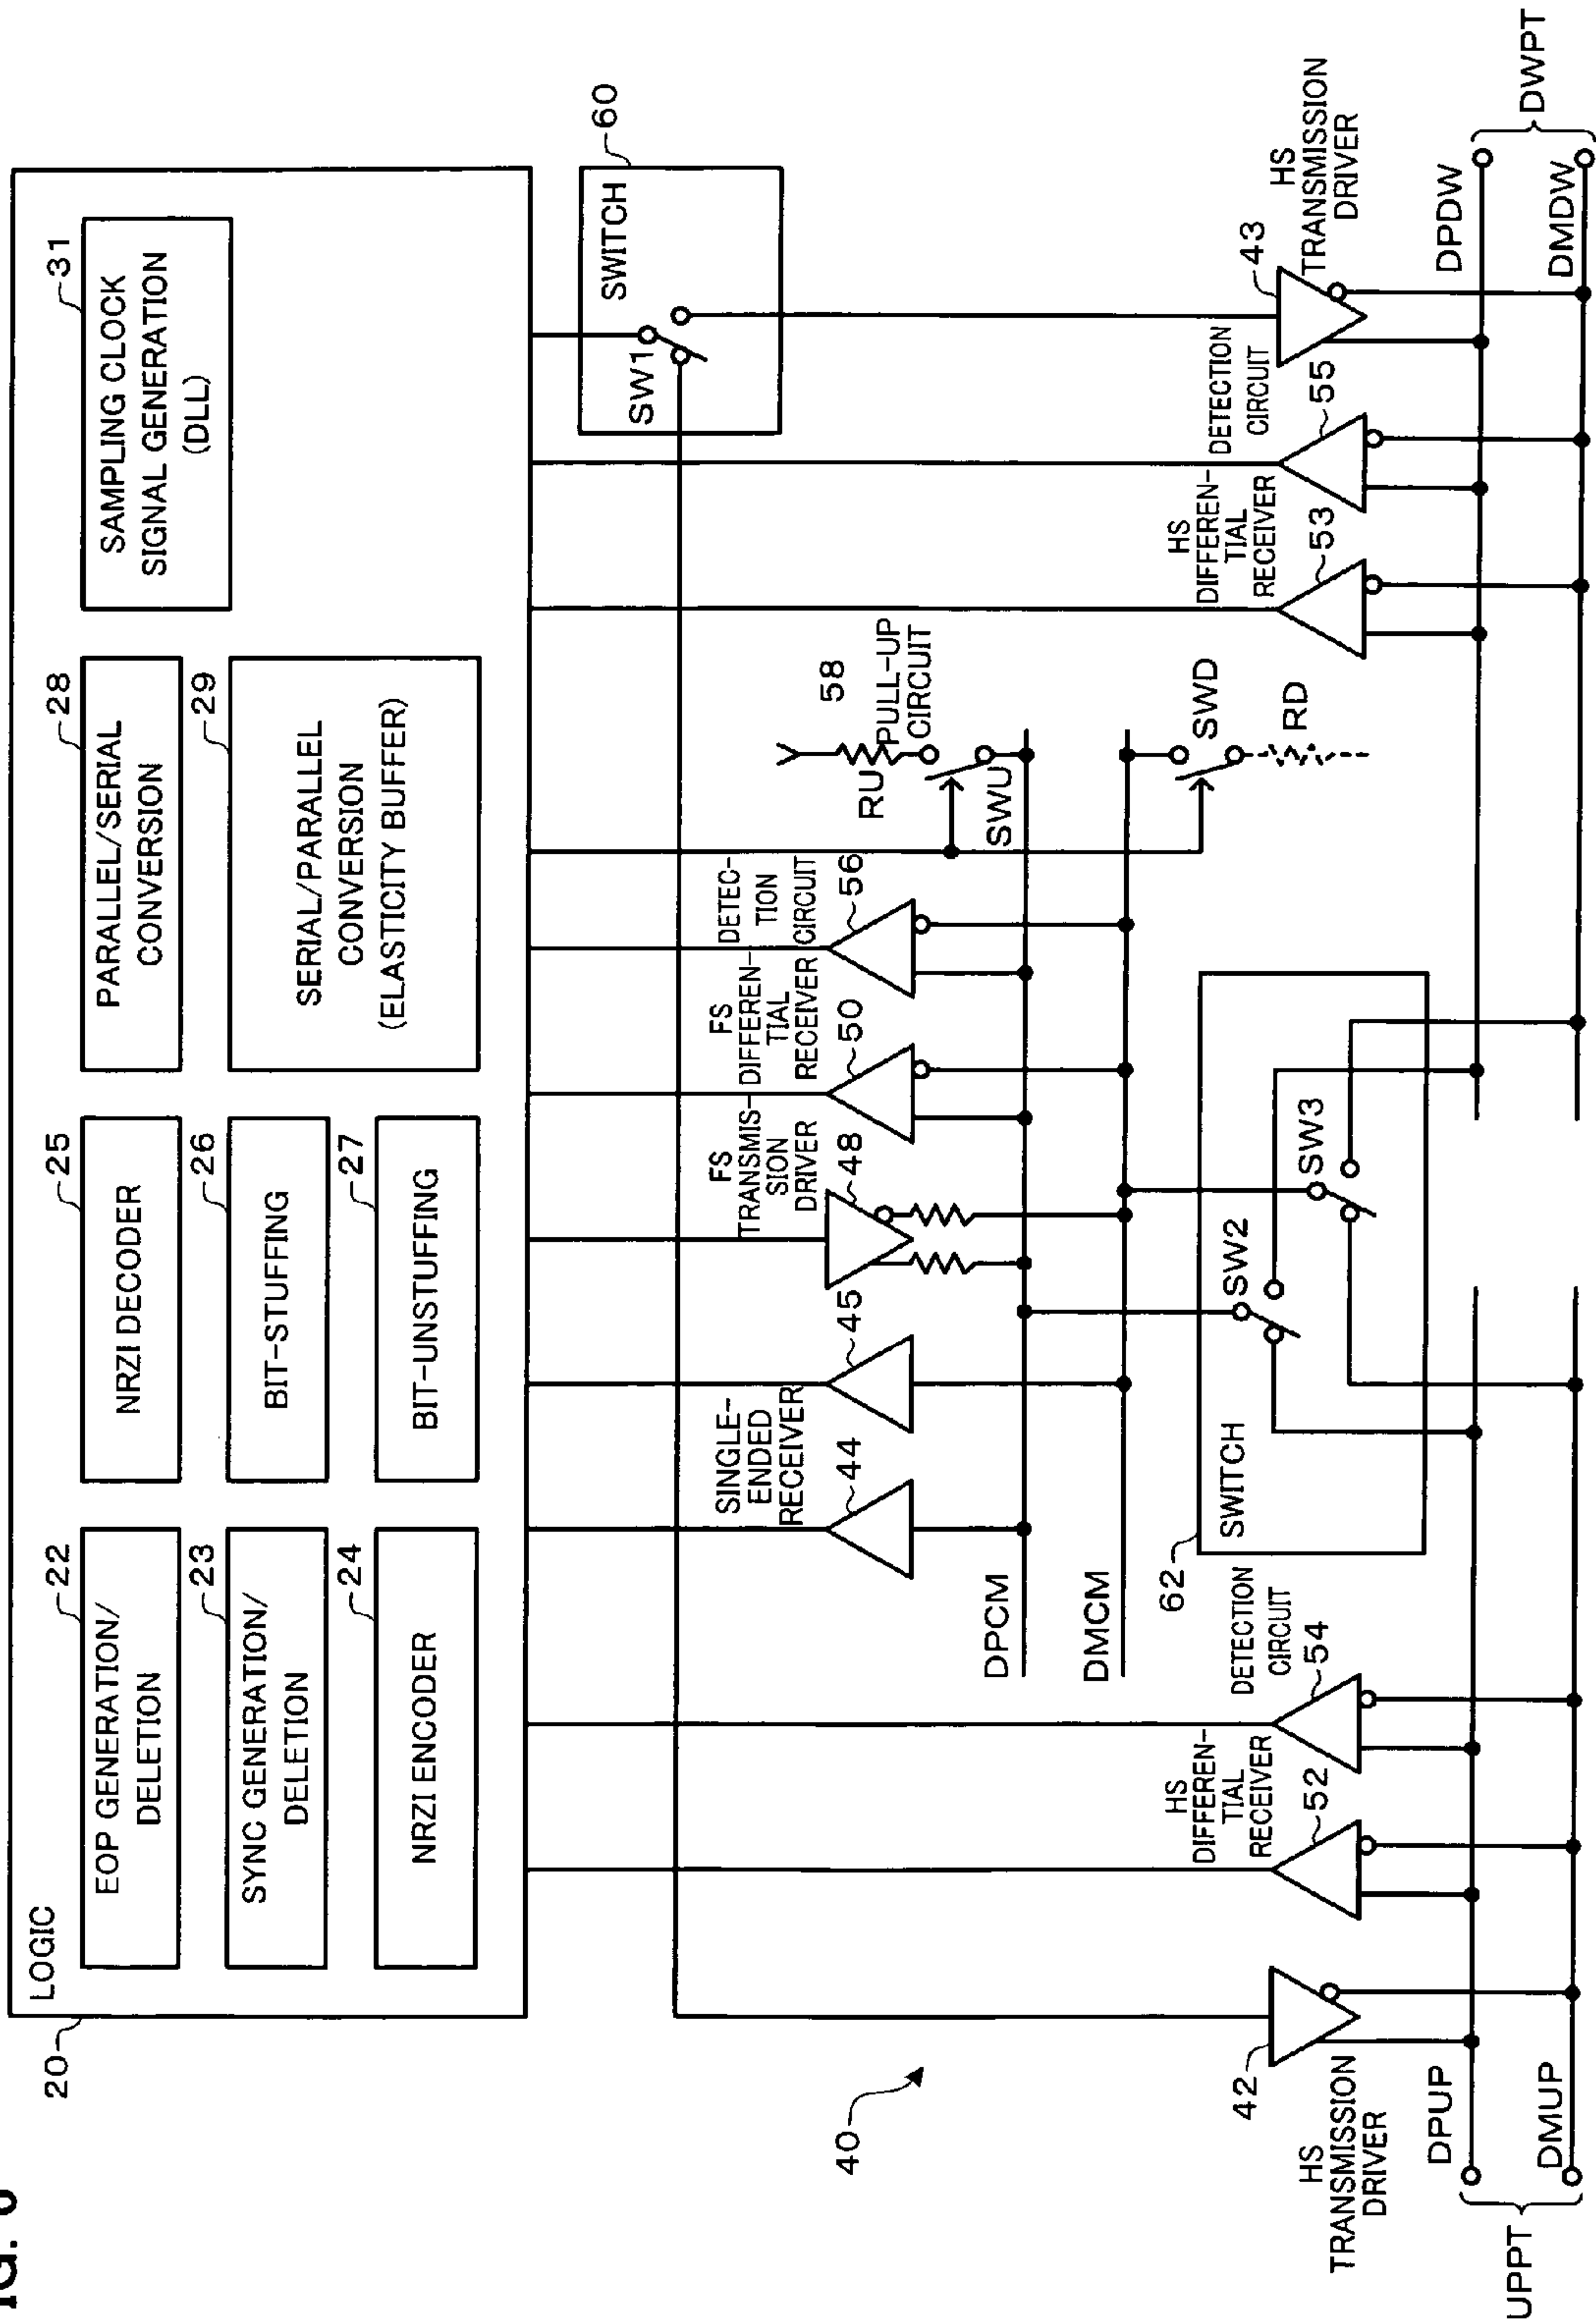 FIG. 6
20
LOGIC
22
EOP GENERATION/
DELETION
23
SYNC GENERATION/
DELETION
24
NRZI ENCODER
25
NRZI DECODER
26
BIT-STUFFING
27
BIT-UNSTUFFING
28
PARALLEL/SERIAL
CONVERSION
29
SERIAL/PARALLEL
CONVERSION
(ELASTICITY BUFFER)
31
SAMPLING CLOCK
SIGNAL GENERATION
(DLL)
60
SWITCH
SW1
40
SINGLE-
ENDED
RECEIVER
44
45
FS
TRANSMIS-
SION
DRIVER
48
FS
DIFFEREN-
TIAL
RECEIVER
50
DETEC-
TION
CIRCUIT
56
RU
58
PULL-UP
CIRCUIT
SWU
SWD
RD
DPCM
DMCM
62
SWITCH
SW2
SW3
42
HS
TRANSMISSION
DRIVER
HS
DIFFEREN-
TIAL
RECEIVER
52
DETECTION
CIRCUIT
54
HS
DIFFEREN-
TIAL
RECEIVER
53
DETECTION
CIRCUIT
55
43
HS
TRANSMISSION
DRIVER
UPPT
DPUP
DMUP
DPDW
DMDW
DWPT